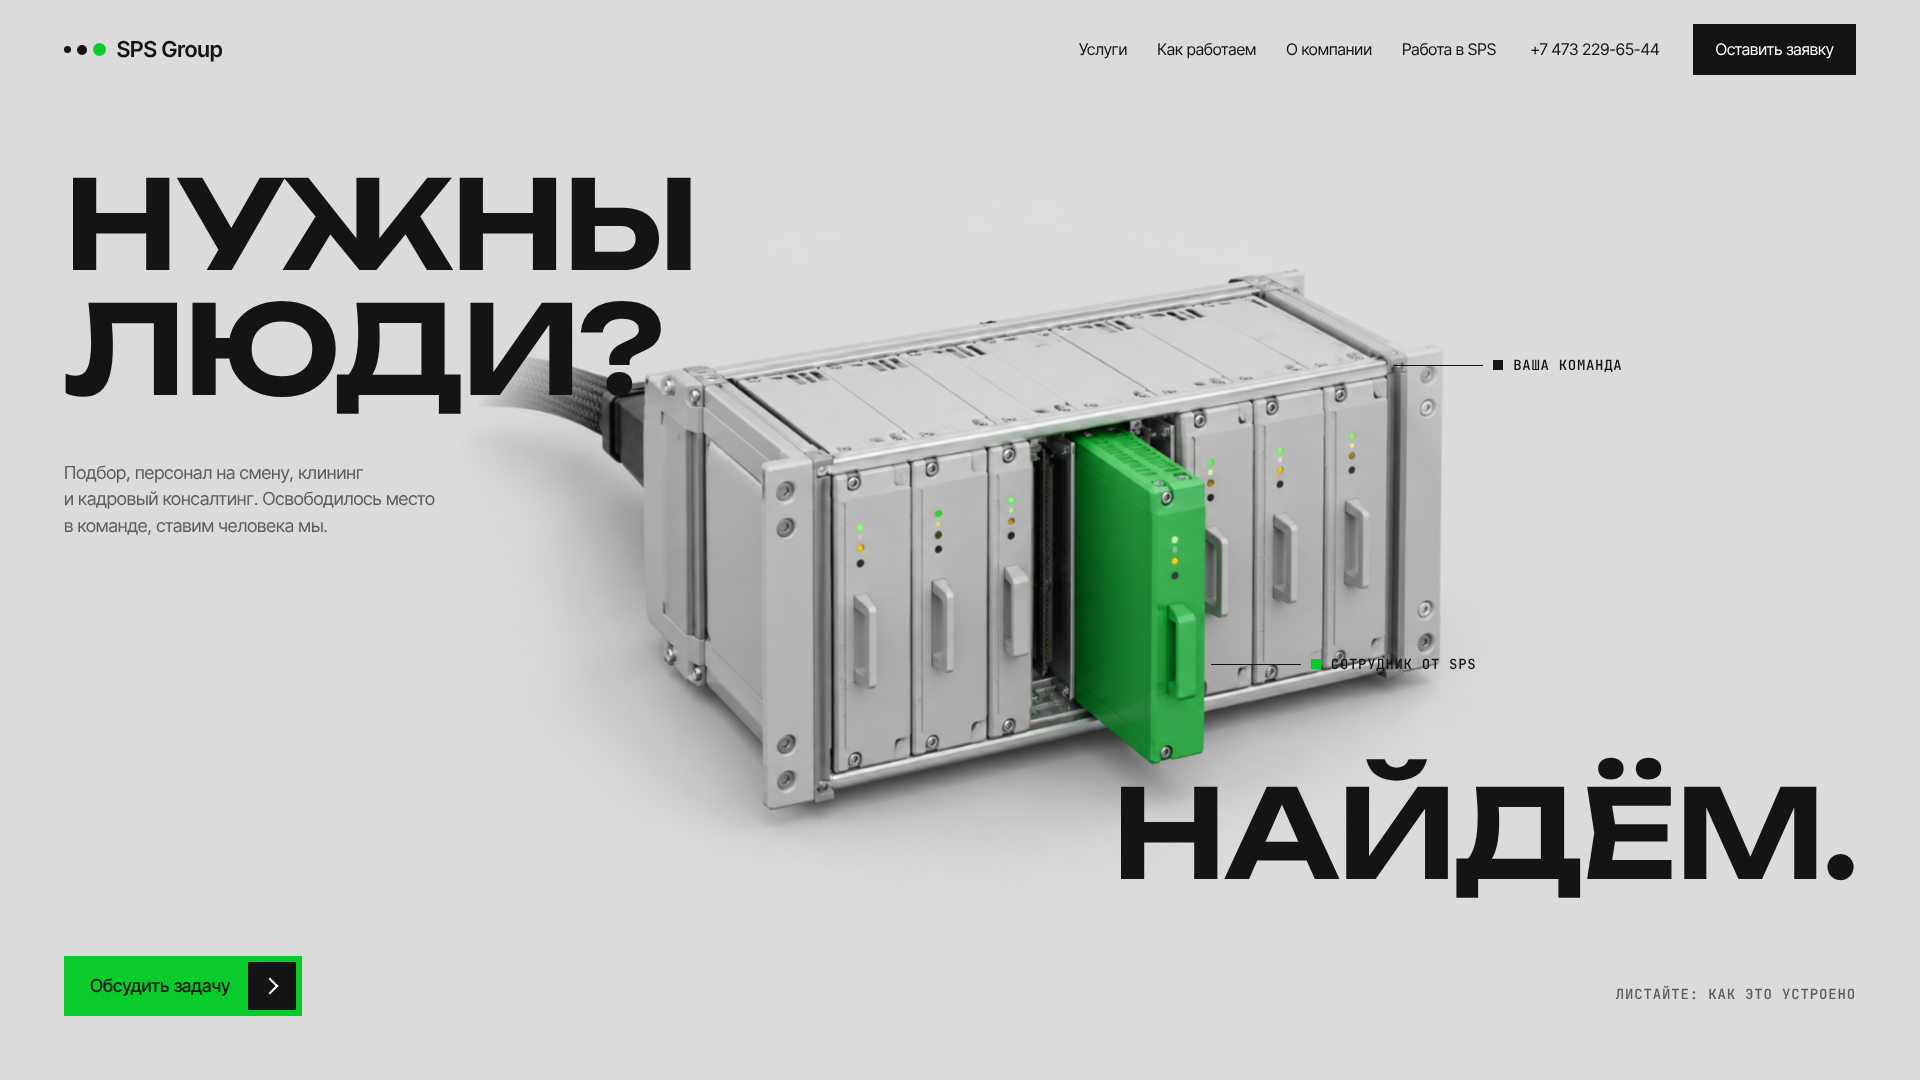 SPS Group
Услуги
Как работаем
О компании
Работа в SPS
+7 473 229-65-44
Оставить заявку
НУЖНЫ
ЛЮДИ?
ВАША КОМАНДА
Подбор, персонал на смену, клининг
и кадровый консалтинг. Освободилось место
в команде, ставим человека мы.
СОТРУДНИК ОТ SPS
НАЙДЁМ.
Обсудить задачу
ЛИСТАЙТЕ: КАК ЭТО УСТРОЕНО